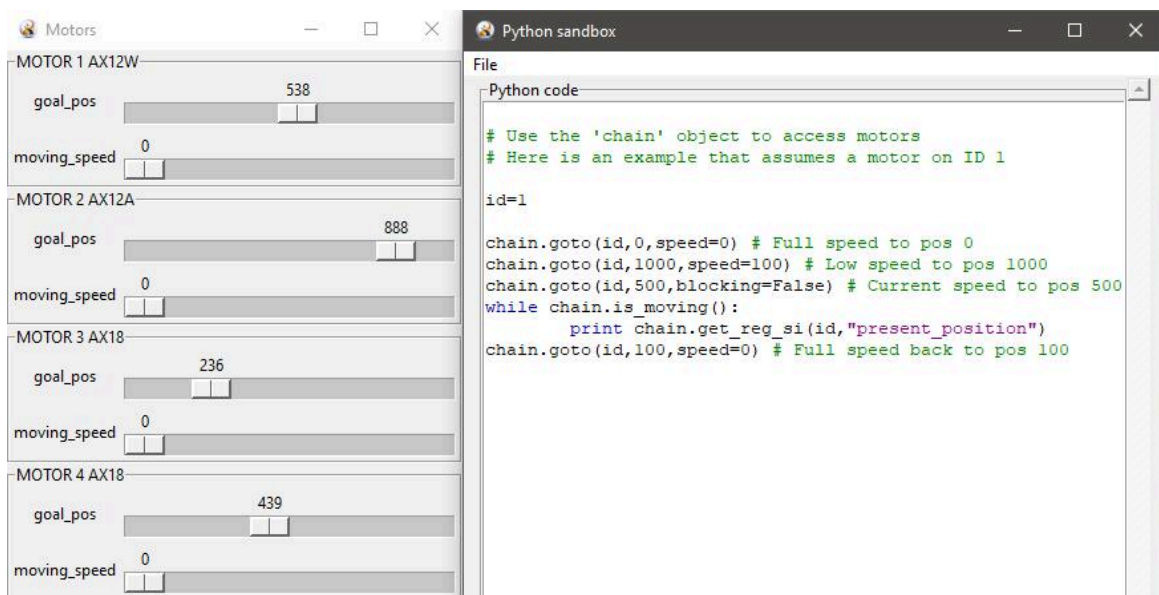 Motors
MOTOR 1 AX12W
538
goal_pos
0
moving_speed
MOTOR 2 AX12A
888
goal_pos
0
moving_speed
MOTOR 3 AX18
236
goal_pos
0
moving_speed
MOTOR 4 AX18
439
goal_pos
0
moving_speed
Python sandbox
File
Python code
# Use the 'chain' object to access motors
# Here is an example that assumes a motor on ID 1
id=1
chain.goto(id,0,speed=0) # Full speed to pos 0
chain.goto(id,1000,speed=100) # Low speed to pos 1000
chain.goto(id,500,blocking=False) # Current speed to pos 500
while chain.is_moving():
        print chain.get_reg_si(id,"present_position")
chain.goto(id,100,speed=0) # Full speed back to pos 100